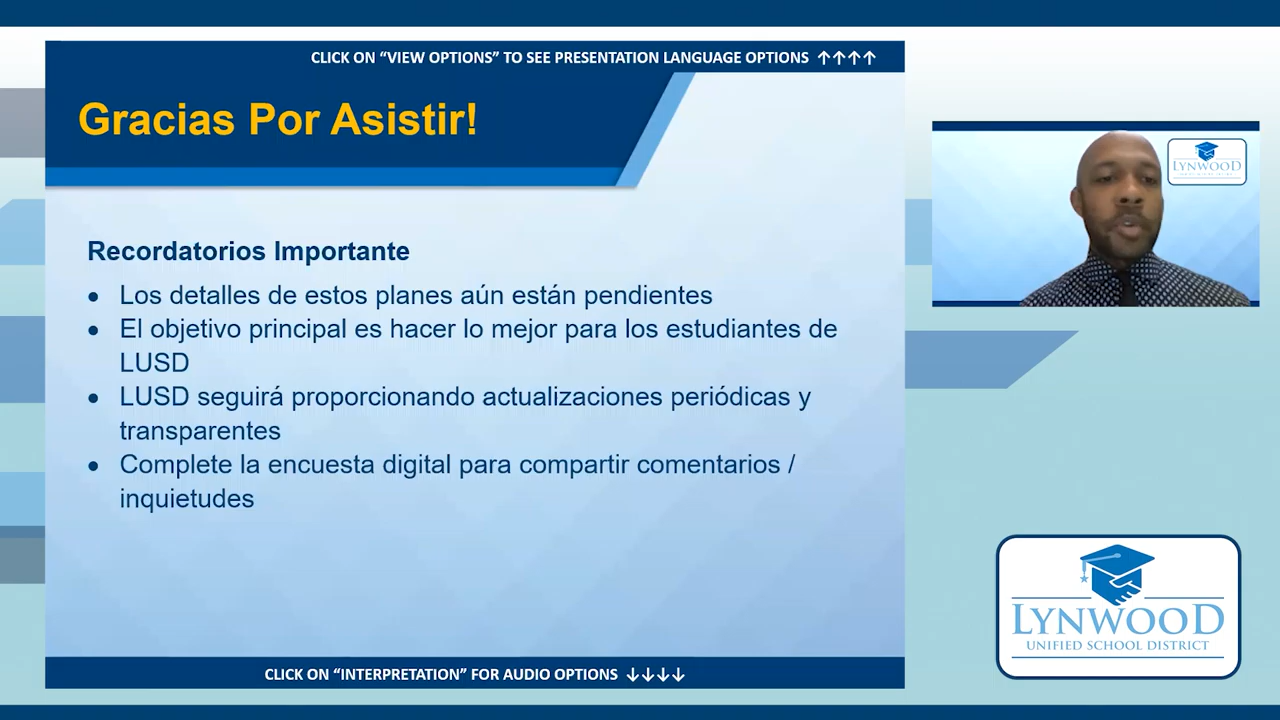 CLICK ON “VIEW OPTIONS” TO SEE PRESENTATION LANGUAGE OPTIONS ↑↑↑↑
Gracias Por Asistir!
Recordatorios Importante
● Los detalles de estos planes aún están pendientes
● El objetivo principal es hacer lo mejor para los estudiantes de
LUSD
● LUSD seguirá proporcionando actualizaciones periódicas y
transparentes
● Complete la encuesta digital para compartir comentarios /
inquietudes
CLICK ON “INTERPRETATION” FOR AUDIO OPTIONS ↓↓↓↓
LYNWOOD
LYNWOOD
UNIFIED SCHOOL DISTRICT